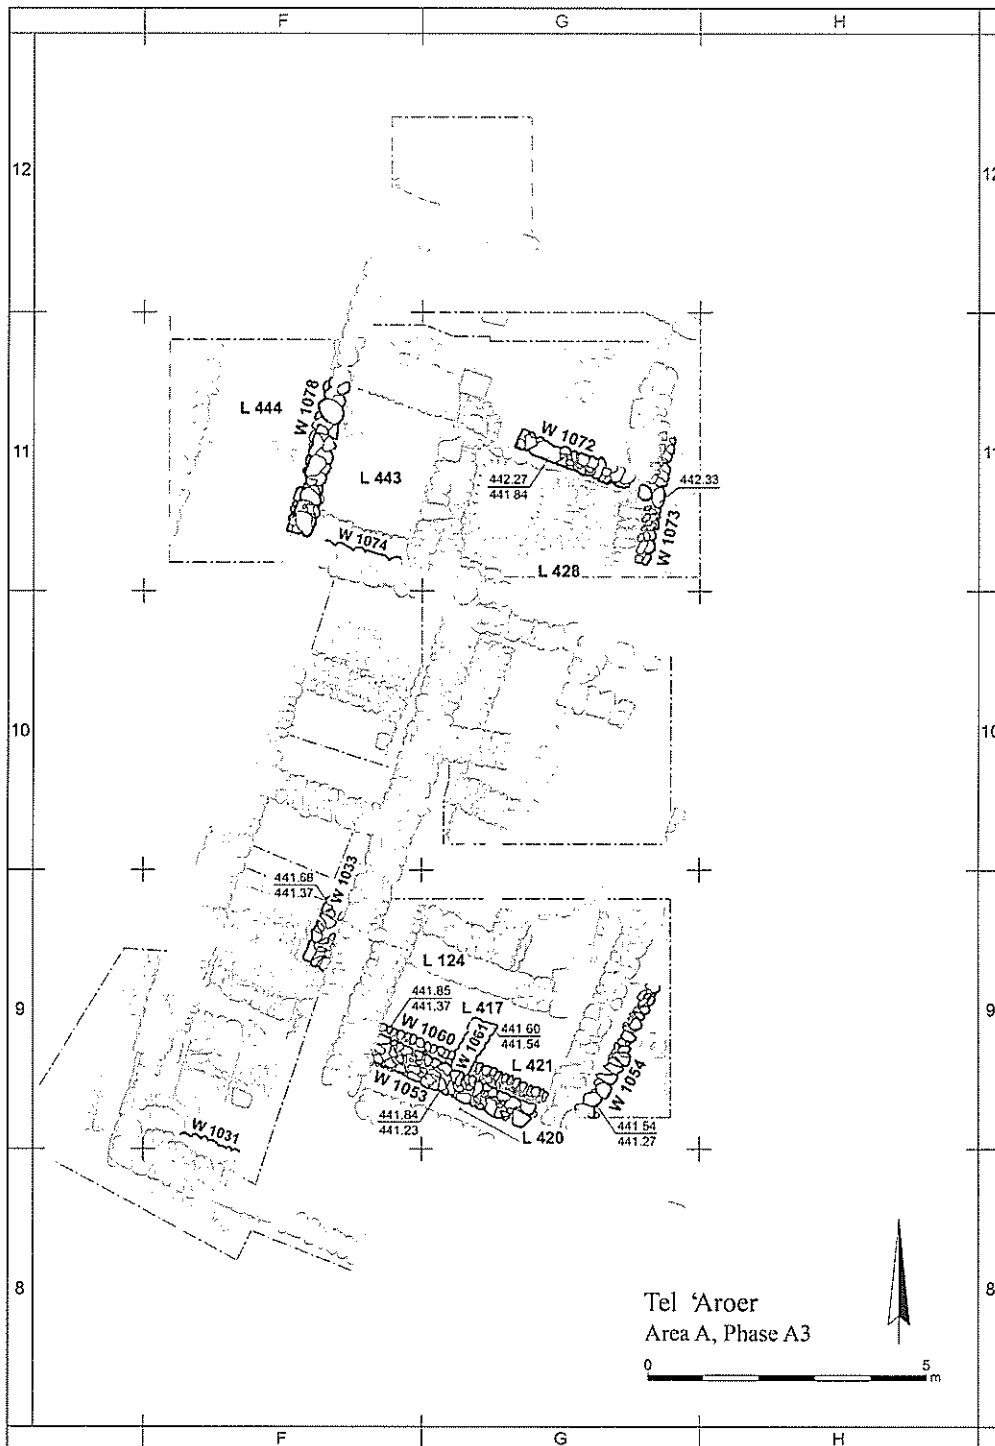 F G H
12 12
W 1078
L 444
W 1072
11 11
L 443
442.27
441.84
442.33
W 1074
W 1073
L 428
10 10
441.68
441.37
W 1033
L 124
9 9
441.85
441.37
L 417
W 1060
W 1061
441.60
441.54
L 421
W 1053
W 1054
441.84
441.23
441.54
441.27
L 420
W 1031
8 8
Tel ‘Aroer
Area A, Phase A3
0 5
m
F G H